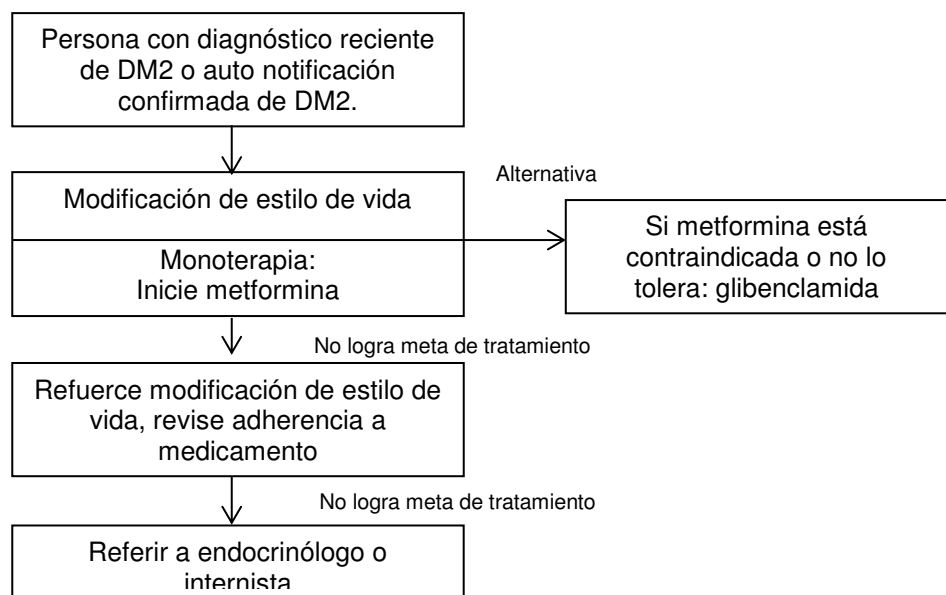 Persona con diagnóstico reciente
de DM2 o auto notificación
confirmada de DM2.
Alternativa
Modificación de estilo de vida
Monoterapia:
Inicie metformina
Si metformina está
contraindicada o no lo
tolera: glibenclamida
No logra meta de tratamiento
Refuerce modificación de estilo de
vida, revise adherencia a
medicamento
No logra meta de tratamiento
Referir a endocrinólogo o
internista